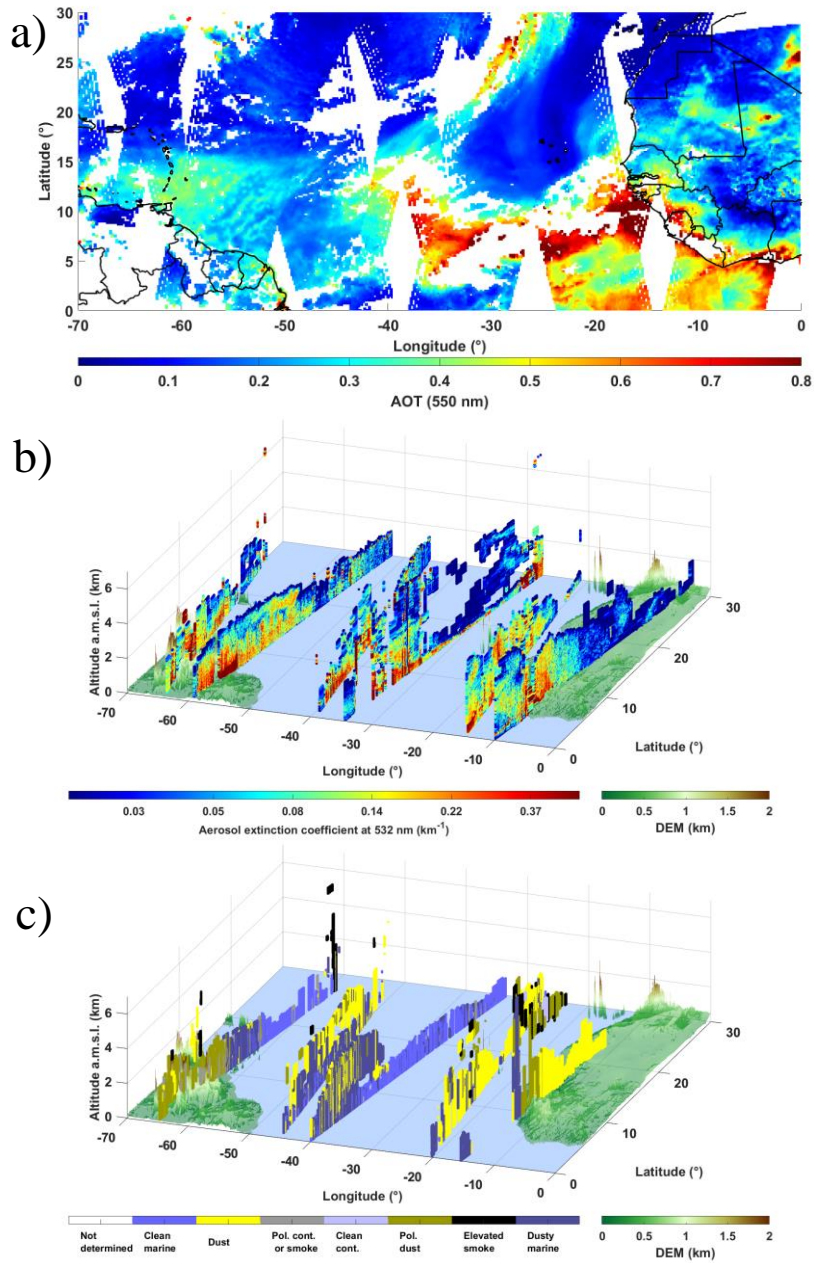 a)
30
25
20
15
10
5
0
Latitude (°)
-70 -60 -50 -40 -30 -20 -10 0
Longitude (°)
0 0.1 0.2 0.3 0.4 0.5 0.6 0.7 0.8
AOT (550 nm)
b)
6
4
2
0
Altitude a.m.s.l. (km)
-70 -60 -50 -40 -30 -20 -10 0
Longitude (°)
0 10 20 30
Latitude (°)
0.03 0.05 0.08 0.14 0.22 0.37
Aerosol extinction coefficient at 532 nm (km⁻¹)
0 0.5 1 1.5 2
DEM (km)
c)
6
4
2
0
Altitude a.m.s.l. (km)
-70 -60 -50 -40 -30 -20 -10 0
Longitude (°)
0 10 20 30
Latitude (°)
Not determined
Clean marine
Dust
Pol. cont. or smoke
Clean cont.
Pol. dust
Elevated smoke
Dusty marine
0 0.5 1 1.5 2
DEM (km)